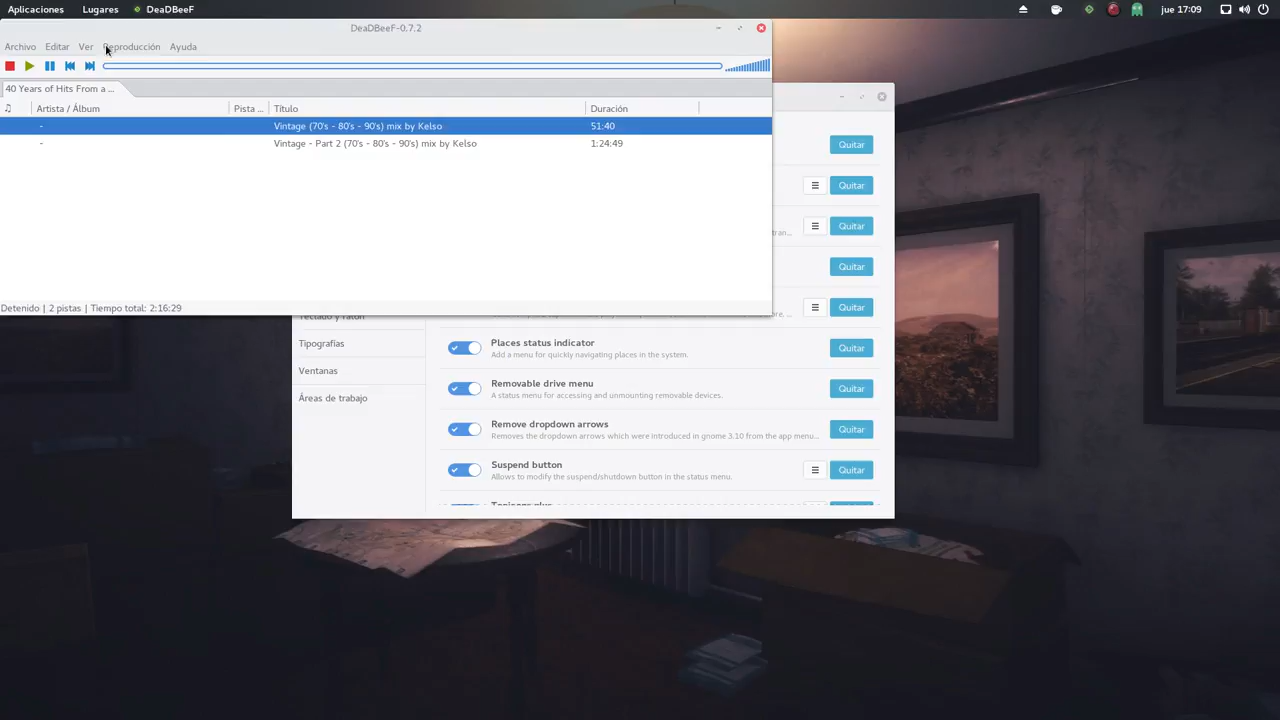 Aplicaciones Lugares DeaDBeeF jue 17:09
DeaDBeeF-0.7.2
Archivo Editar Ver Reproducción Ayuda
40 Years of Hits From a ...
Artista / Álbum Pista ... Título Duración
- Vintage (70's - 80's - 90's) mix by Kelso 51:40
- Vintage - Part 2 (70's - 80's - 90's) mix by Kelso 1:24:49
Detenido | 2 pistas | Tiempo total: 2:16:29
Quitar
Quitar
Quitar
tran...
Quitar
Quitar
Teclado y ratón
Tipografías
Ventanas
Áreas de trabajo
Places status indicator
Add a menu for quickly navigating places in the system.
Quitar
Removable drive menu
A status menu for accessing and unmounting removable devices.
Quitar
Remove dropdown arrows
Removes the dropdown arrows which were introduced in gnome 3.10 from the app menu...
Quitar
Suspend button
Allows to modify the suspend/shutdown button in the status menu.
Quitar